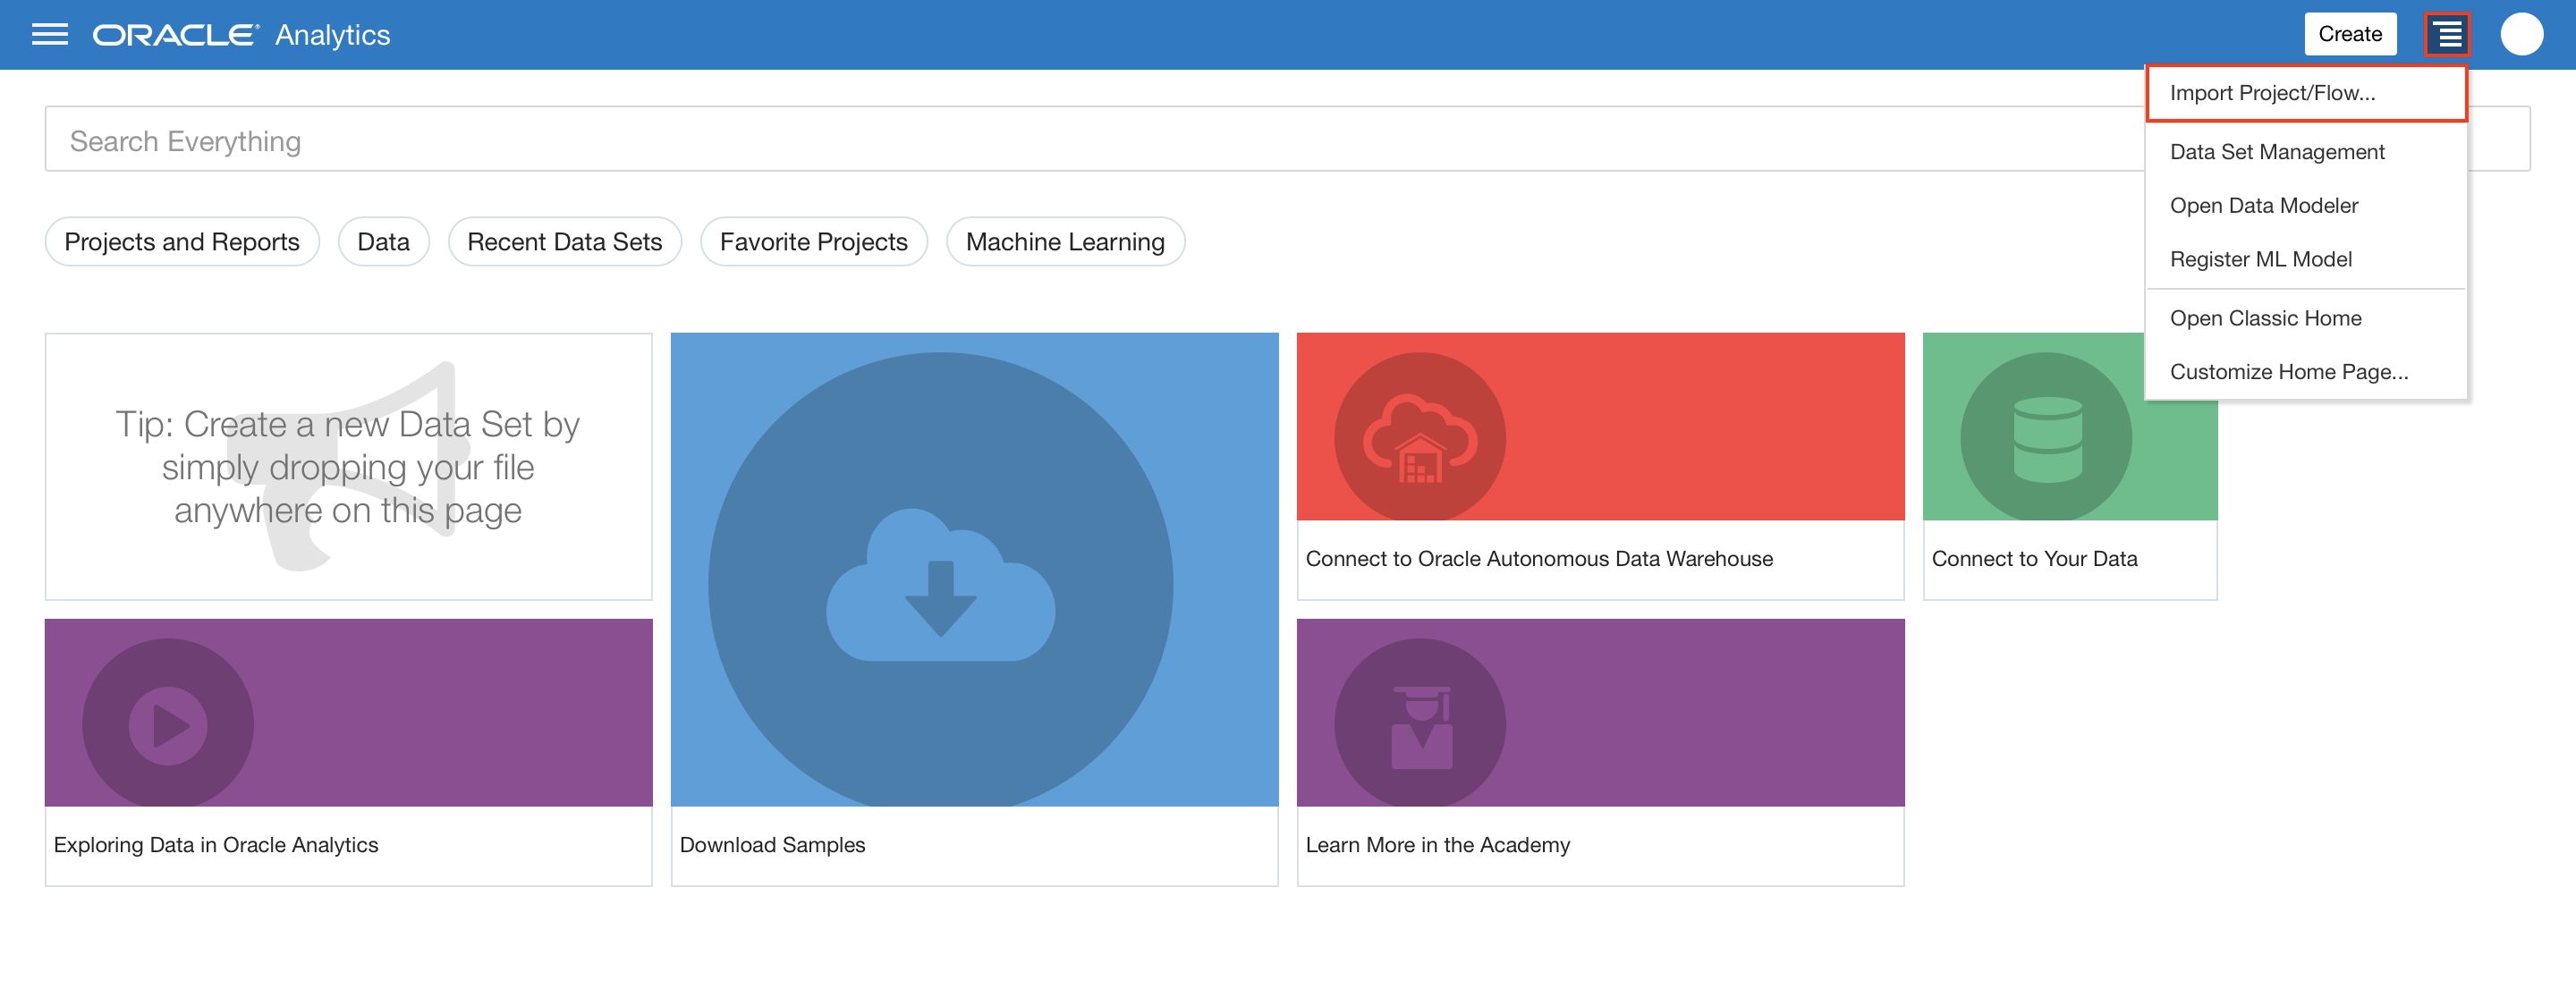 ORACLE Analytics
Create
Import Project/Flow...
Search Everything
Data Set Management
Open Data Modeler
Register ML Model
Open Classic Home
Customize Home Page...
Projects and Reports
Data
Recent Data Sets
Favorite Projects
Machine Learning
Tip: Create a new Data Set by
simply dropping your file
anywhere on this page
Connect to Oracle Autonomous Data Warehouse
Connect to Your Data
Exploring Data in Oracle Analytics
Download Samples
Learn More in the Academy